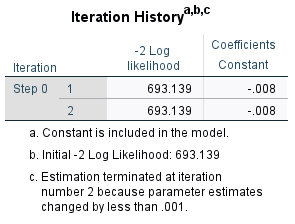 Iteration History a,b,c
Iteration -2 Log likelihood Coefficients Constant
Step 0 1 693.139 -.008
2 693.139 -.008
a. Constant is included in the model.
b. Initial -2 Log Likelihood: 693.139
c. Estimation terminated at iteration
number 2 because parameter estimates
changed by less than .001.